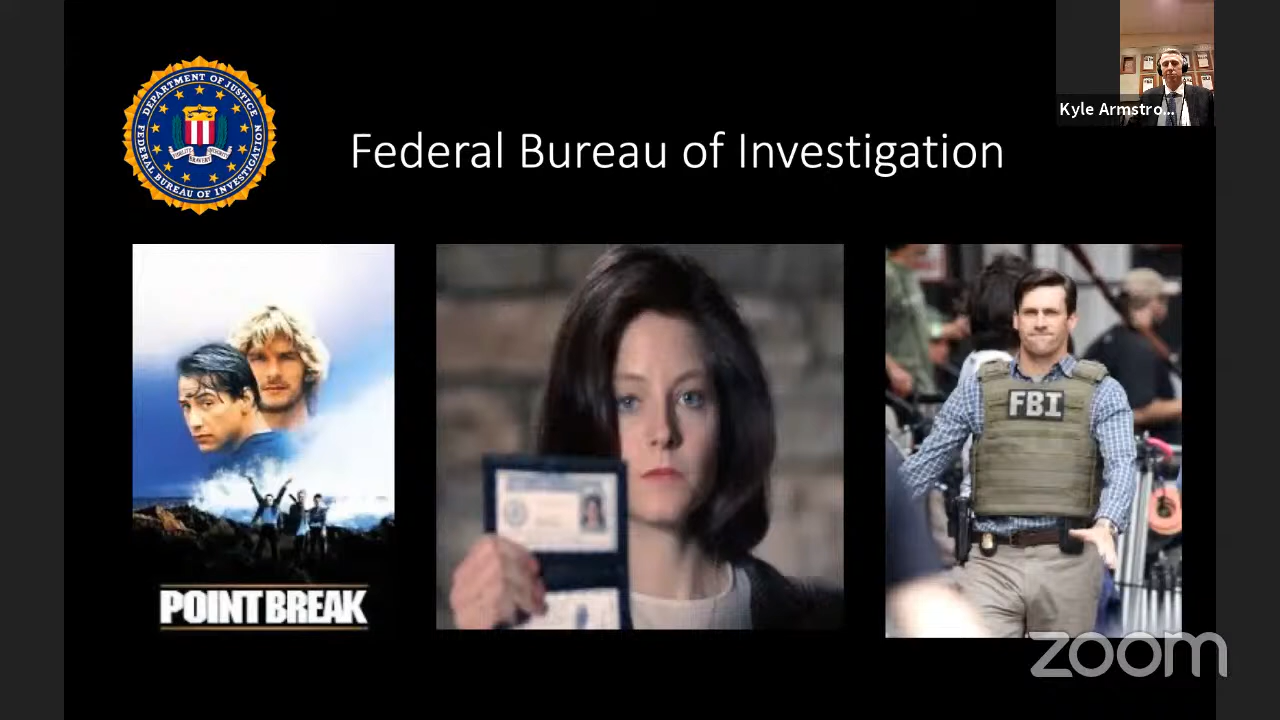 DEPARTMENT OF JUSTICE
FEDERAL BUREAU OF INVESTIGATION
Federal Bureau of Investigation
Kyle Armstro...
FBI
POINT BREAK
zoom